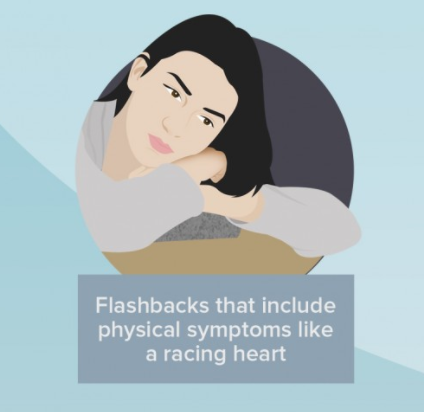 Flashbacks that include
physical symptoms like
a racing heart